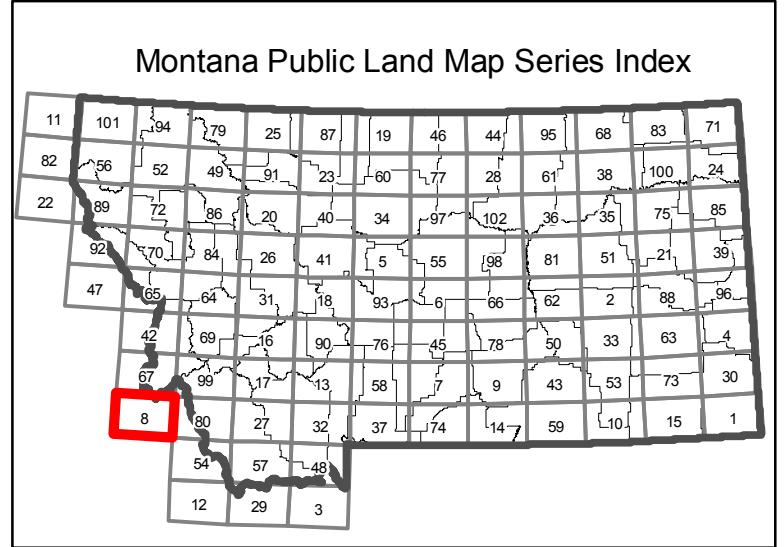 Montana Public Land Map Series Index
11 101 94 79 25 87 19 46 44 95 68 83 71
82 56 52 49 91 23 60 77 28 61 38 100 24
22 89 72 86 20 40 34 97 102 36 35 75 85
92 70 84 26 41 5 55 98 81 51 21 39
47 65 64 31 18 93 6 66 62 2 88 96
42 69 16 90 76 45 78 50 33 63 4
67 99 17 13 58 7 9 43 53 73 30
8 80 27 32 37 74 14 59 10 15 1
54 57 48
12 29 3